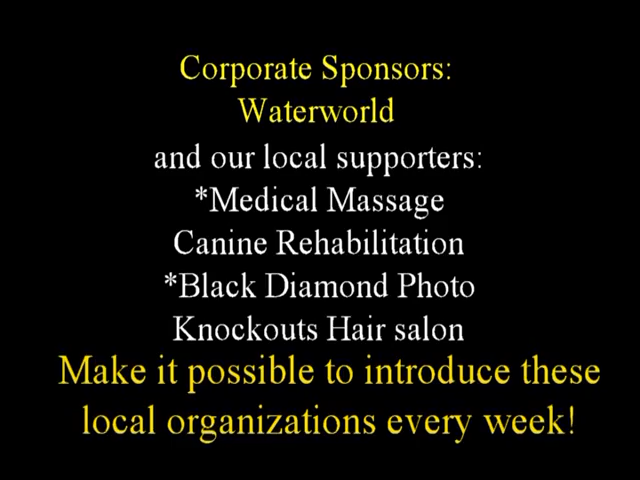 Corporate Sponsors:
Waterworld
and our local supporters:
*Medical Massage
Canine Rehabilitation
*Black Diamond Photo
Knockouts Hair salon
Make it possible to introduce these
local organizations every week!